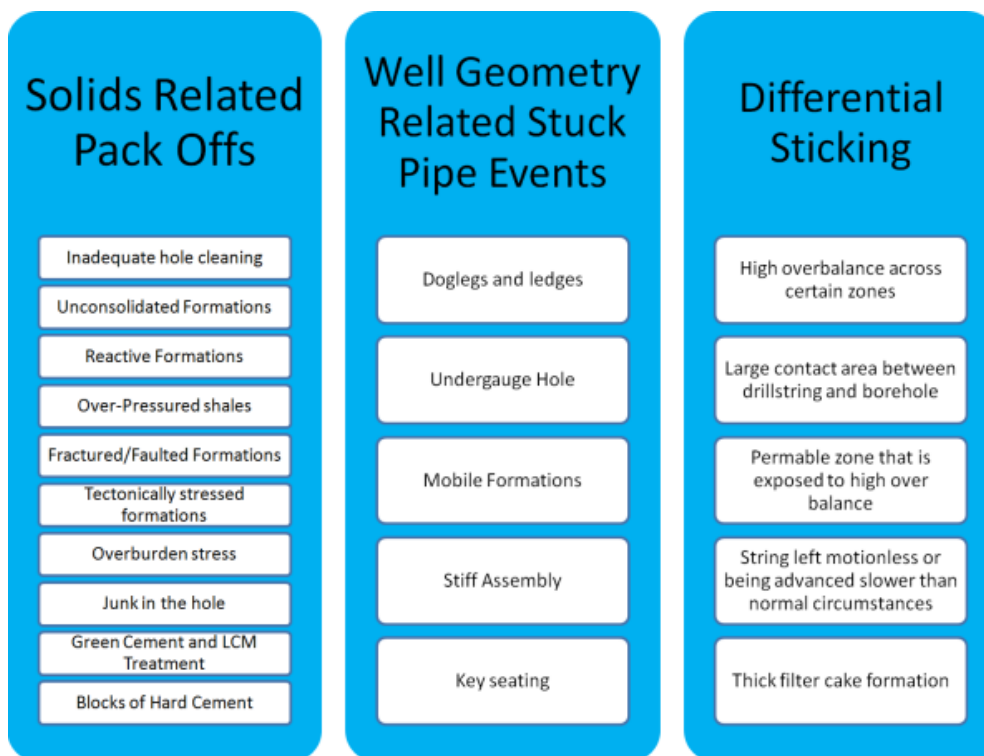 Solids Related
Pack Offs
Inadequate hole cleaning
Unconsolidated Formations
Reactive Formations
Over-Pressured shales
Fractured/Faulted Formations
Tectonically stressed
formations
Overburden stress
Junk in the hole
Green Cement and LCM
Treatment
Blocks of Hard Cement
Well Geometry
Related Stuck
Pipe Events
Doglegs and ledges
Undergauge Hole
Mobile Formations
Stiff Assembly
Key seating
Differential
Sticking
High overbalance across
certain zones
Large contact area between
drillstring and borehole
Permable zone that is
exposed to high over
balance
String left motionless or
being advanced slower than
normal circumstances
Thick filter cake formation